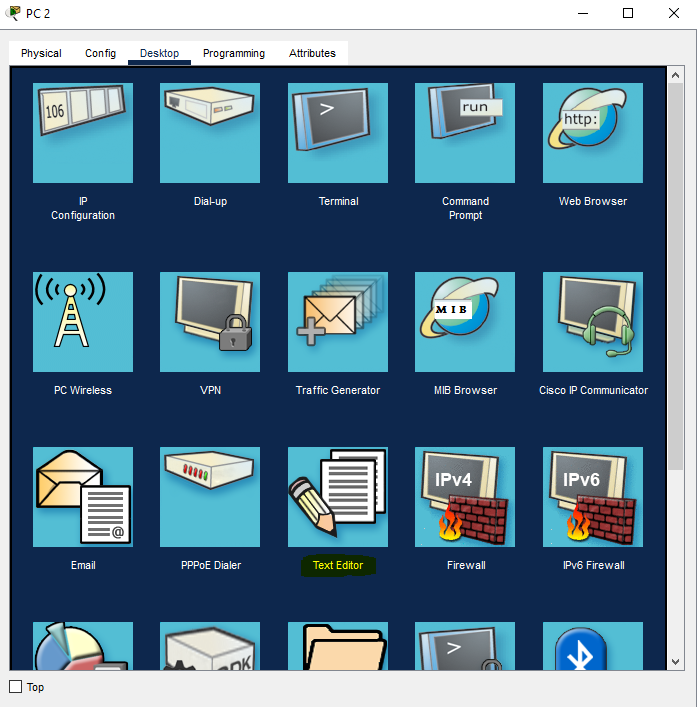 PC 2
Physical Config Desktop Programming Attributes
106
>
run
http:
IP
Configuration
Dial-up
Terminal
Command
Prompt
Web Browser
MIB
PC Wireless
VPN
Traffic Generator
MIB Browser
Cisco IP Communicator
@
IPv4
IPv6
Email
PPPoE Dialer
Text Editor
Firewall
IPv6 Firewall
>
Top